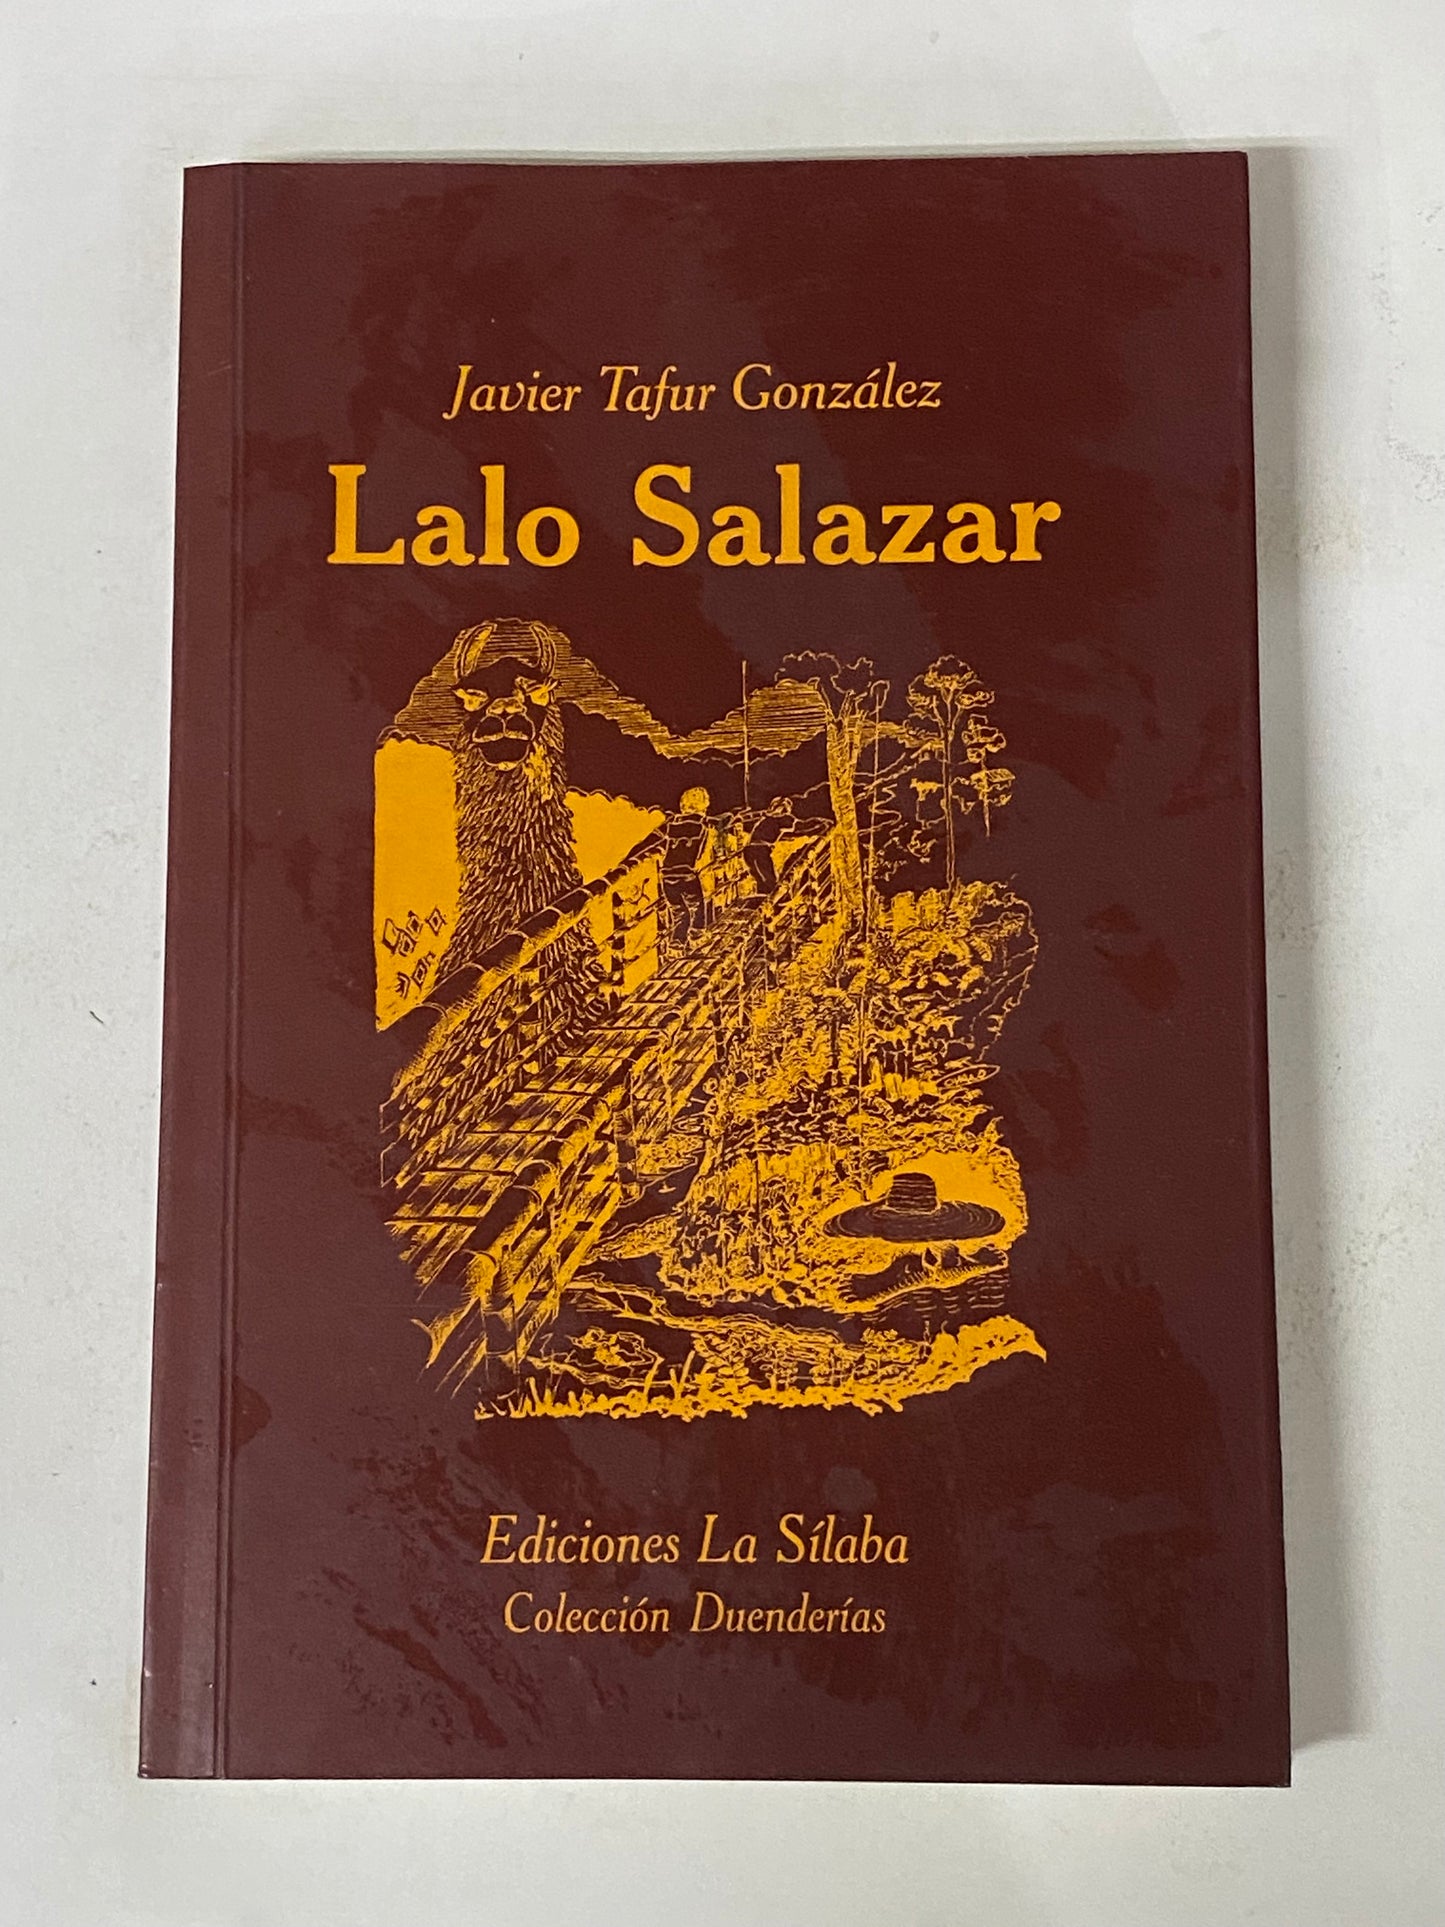 Javier Tafur González
Lalo Salazar
Ediciones La Sílaba
Colección Duenderías